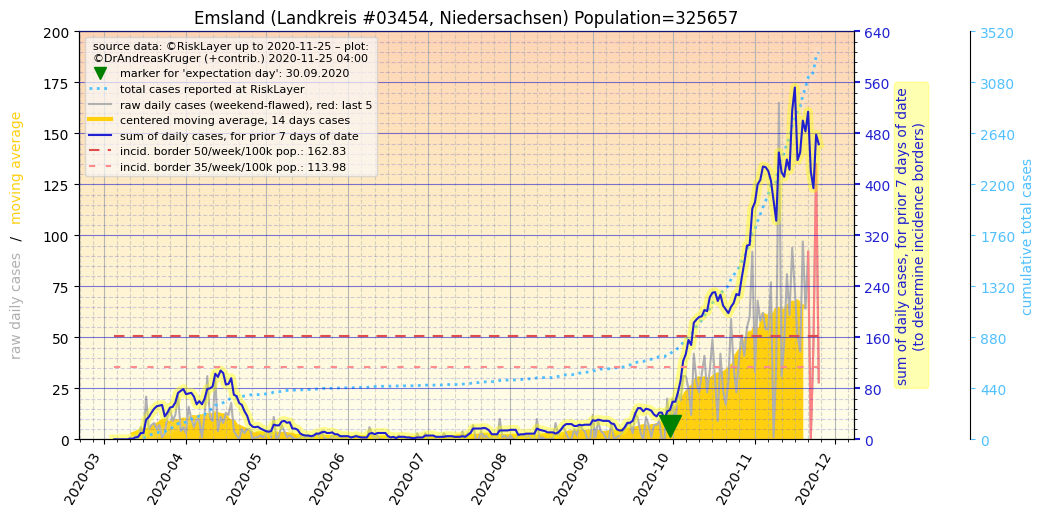 Emsland (Landkreis #03454, Niedersachsen) Population=325657
source data: ©RiskLayer up to 2020-11-25 – plot:
©DrAndreasKruger (+contrib.) 2020-11-25 04:00
marker for 'expectation day': 30.09.2020
total cases reported at RiskLayer
raw daily cases (weekend-flawed), red: last 5
centered moving average, 14 days cases
sum of daily cases, for prior 7 days of date
incid. border 50/week/100k pop.: 162.83
incid. border 35/week/100k pop.: 113.98
raw daily cases / moving average
200
175
150
125
100
75
50
25
0
640
560
480
400
320
240
160
80
0
sum of daily cases, for prior 7 days of date
(to determine incidence borders)
3520
3080
2640
2200
1760
1320
880
440
0
cumulative total cases
2020-03
2020-04
2020-05
2020-06
2020-07
2020-08
2020-09
2020-10
2020-11
2020-12